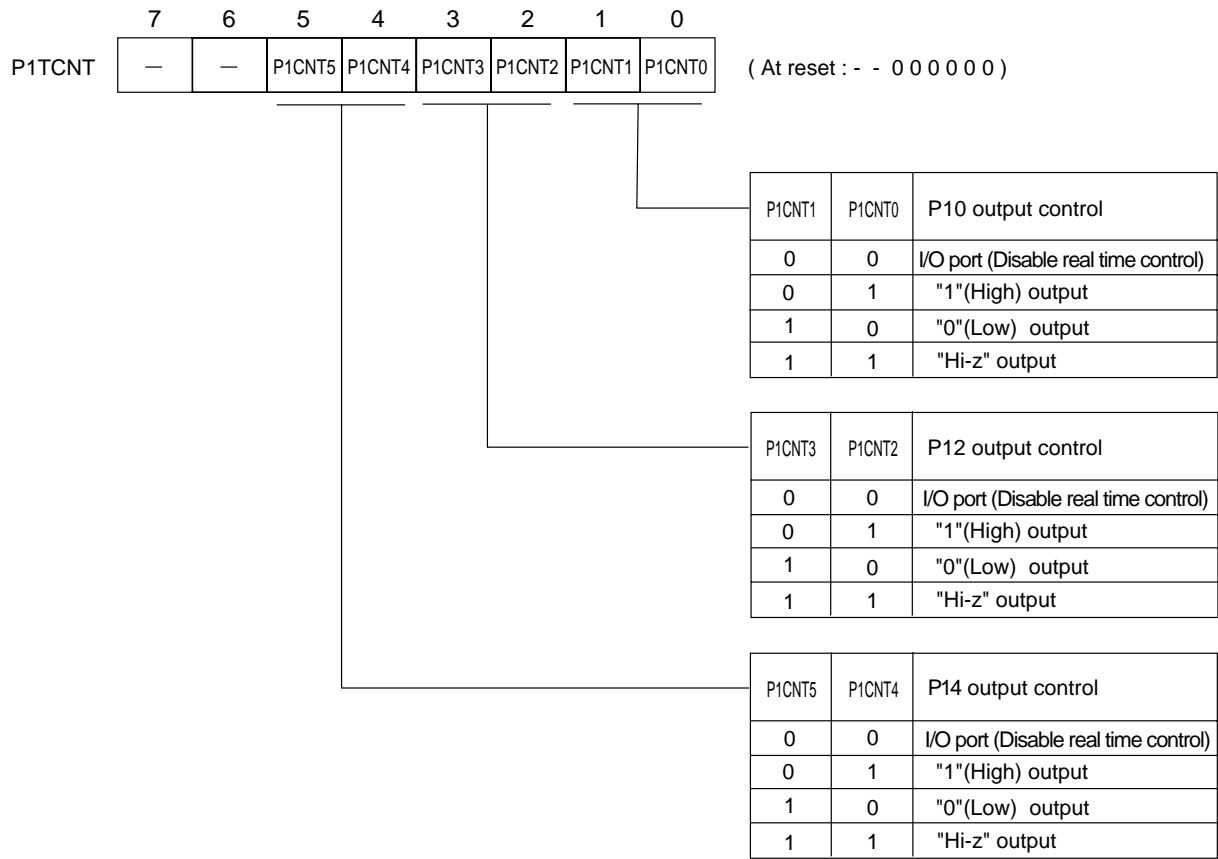 7 6 5 4 3 2 1 0
P1TCNT — — P1CNT5 P1CNT4 P1CNT3 P1CNT2 P1CNT1 P1CNT0 ( At reset : - - 0 0 0 0 0 0 )
P1CNT1 P1CNT0 P10 output control
0 0 I/O port (Disable real time control)
0 1 "1"(High) output
1 0 "0"(Low) output
1 1 "Hi-z" output
P1CNT3 P1CNT2 P12 output control
0 0 I/O port (Disable real time control)
0 1 "1"(High) output
1 0 "0"(Low) output
1 1 "Hi-z" output
P1CNT5 P1CNT4 P14 output control
0 0 I/O port (Disable real time control)
0 1 "1"(High) output
1 0 "0"(Low) output
1 1 "Hi-z" output